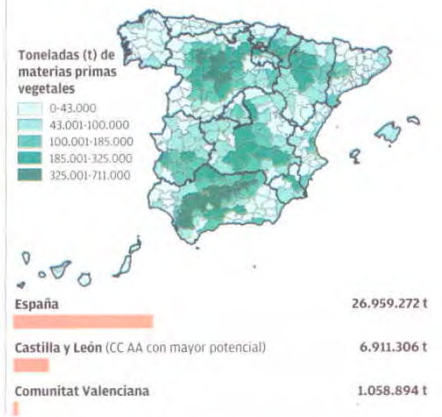 Toneladas (t) de
materias primas
vegetales
0-43.000
43.001-100.000
100.001-185.000
185.001-325.000
325.001-711.000
España 26.959.272 t
Castilla y León (CC AA con mayor potencial) 6.911.306 t
Comunitat Valenciana 1.058.894 t